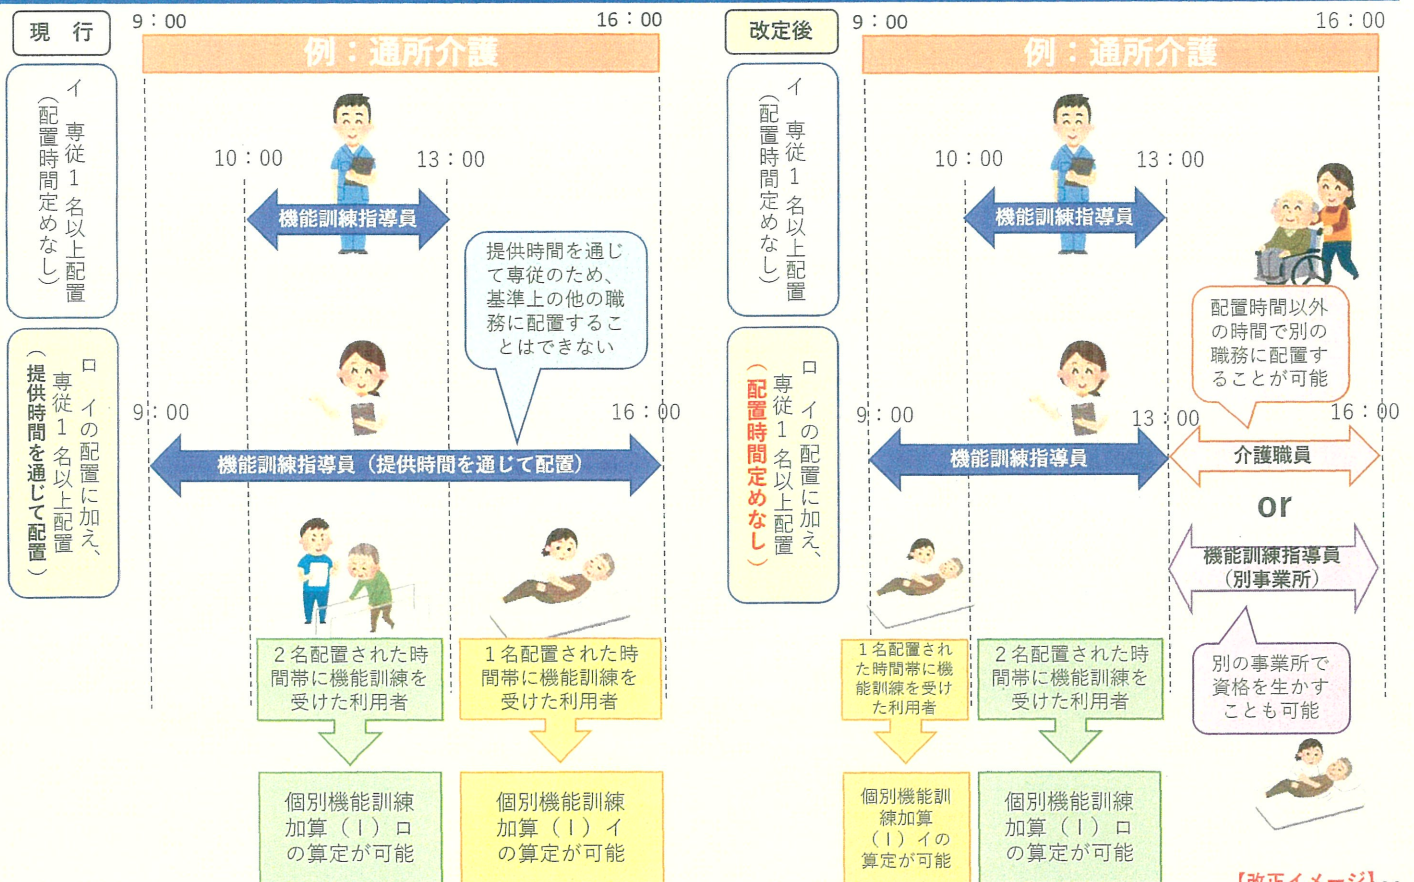 現 行
9：00
16：00
例：通所介護
イ 専従１名以上配置
（配置時間定めなし）
10：00
13：00
機能訓練指導員
提供時間を通じ
て専従のため、
基準上の他の職
務に配置するこ
とはできない
ロ イの配置に加え、
専従１名以上配置
（提供時間を通じて配置）
9：00
16：00
機能訓練指導員（提供時間を通じて配置）
２名配置された時
間帯に機能訓練を
受けた利用者
１名配置された時
間帯に機能訓練を
受けた利用者
個別機能訓練
加算（Ⅰ）ロ
の算定が可能
個別機能訓練
加算（Ⅰ）イ
の算定が可能
改定後
9：00
16：00
例：通所介護
イ 専従１名以上配置
（配置時間定めなし）
10：00
13：00
機能訓練指導員
配置時間以外
の時間で別の
職務に配置す
ることが可能
ロ イの配置に加え、
専従１名以上配置
（配置時間定めなし）
9：00
13：00
16：00
機能訓練指導員
介護職員
or
機能訓練指導員
（別事業所）
１名配置され
た時間帯に機
能訓練を受け
た利用者
２名配置された時
間帯に機能訓練を
受けた利用者
別の事業所で
資格を生かす
ことも可能
個別機能訓
練加算
（Ⅰ）イの
算定が可能
個別機能訓練
加算（Ⅰ）ロ
の算定が可能
【改正イメージ】